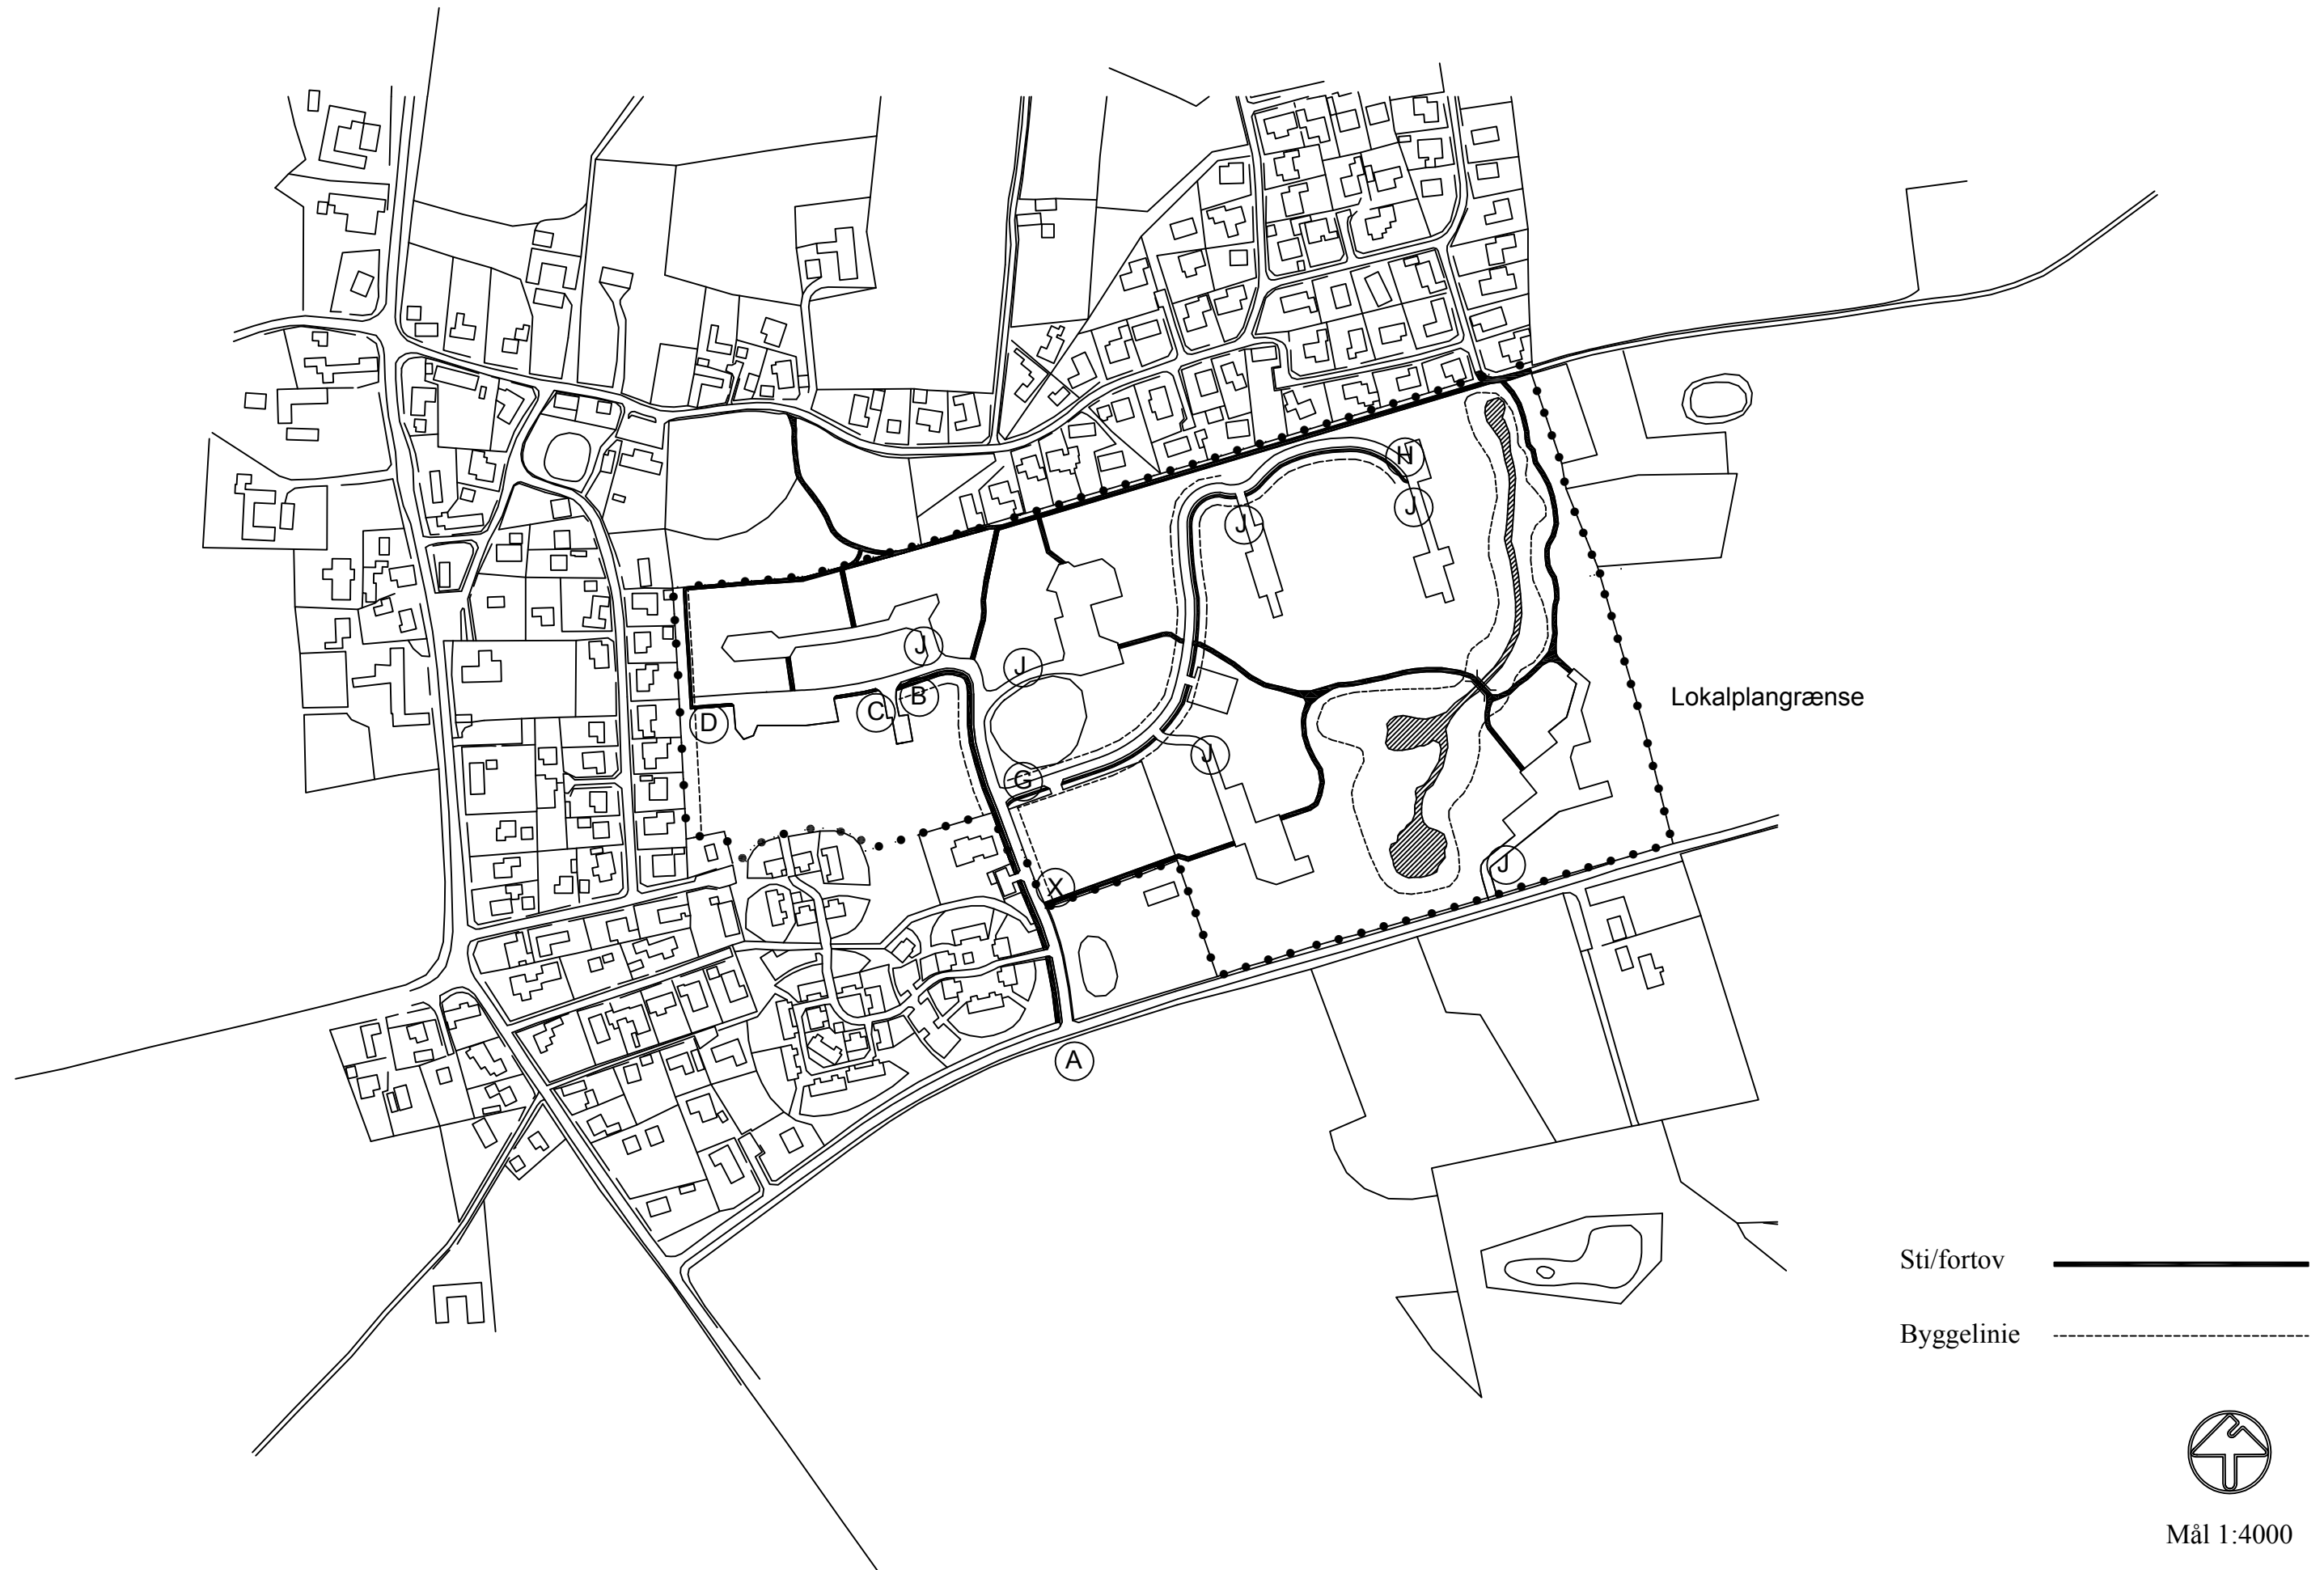 H
J
J
J
J
B
C
D
Lokalplangrænse
J
G
J
X
A
Sti/fortov
Byggelinie
Mål 1:4000